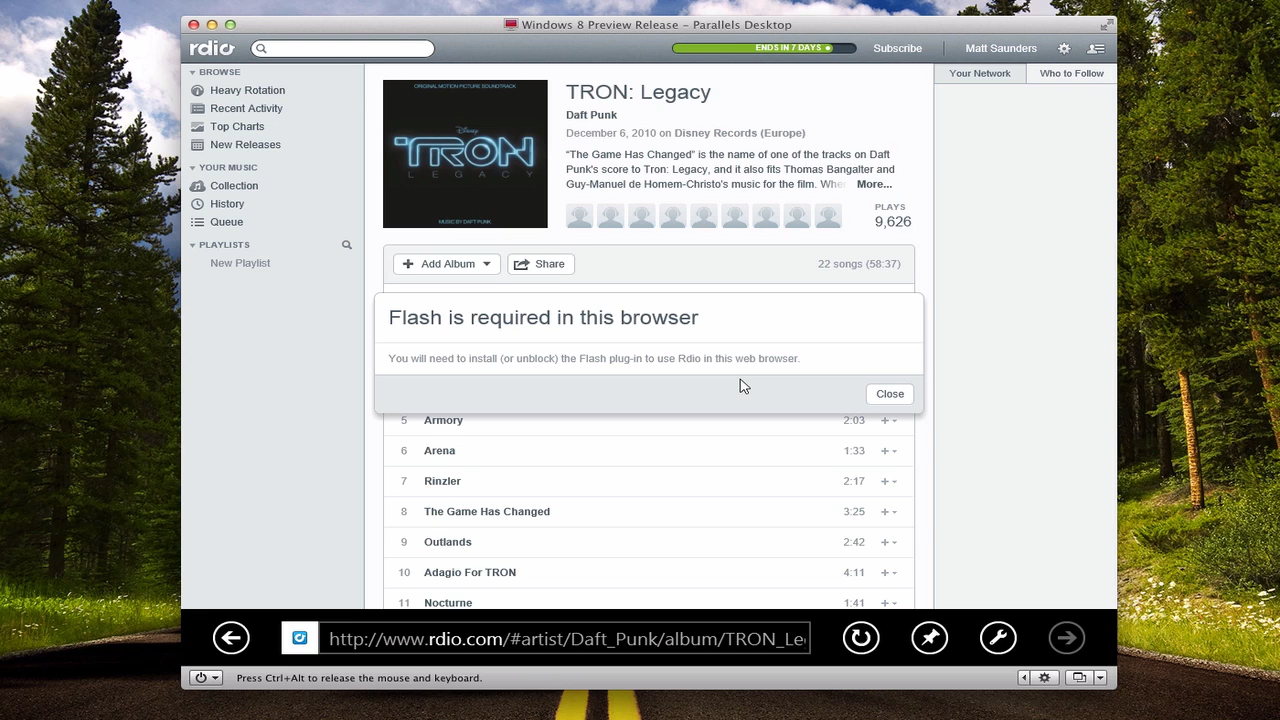 Windows 8 Preview Release – Parallels Desktop
rdio
ENDS IN 7 DAYS
Subscribe
Matt Saunders
BROWSE
Heavy Rotation
Recent Activity
Top Charts
New Releases
YOUR MUSIC
Collection
History
Queue
PLAYLISTS
New Playlist
ORIGINAL MOTION PICTURE SOUNDTRACK
Disney
TRON
LEGACY
MUSIC BY DAFT PUNK
TRON: Legacy
Daft Punk
December 6, 2010 on Disney Records (Europe)
“The Game Has Changed” is the name of one of the tracks on Daft
Punk's score to Tron: Legacy, and it also fits Thomas Bangalter and
Guy-Manuel de Homem-Christo's music for the film. When More...
PLAYS
9,626
Your Network
Who to Follow
+ Add Album
Share
22 songs (58:37)
Flash is required in this browser
You will need to install (or unblock) the Flash plug-in to use Rdio in this web browser.
Close
5 Armory 2:03 +
6 Arena 1:33 +
7 Rinzler 2:17 +
8 The Game Has Changed 3:25 +
9 Outlands 2:42 +
10 Adagio For TRON 4:11 +
11 Nocturne 1:41 +
http://www.rdio.com/#artist/Daft_Punk/album/TRON_Le
Press Ctrl+Alt to release the mouse and keyboard.